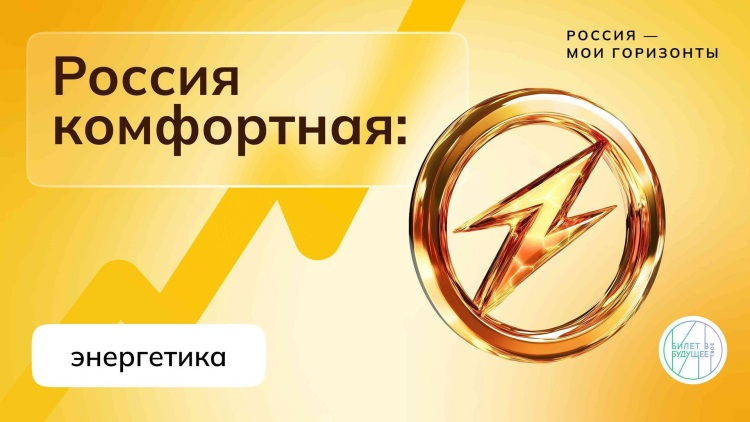 РОССИЯ —
МОИ ГОРИЗОНТЫ
Россия
комфортная:
энергетика
БИЛЕТ В
БУДУЩЕЕ